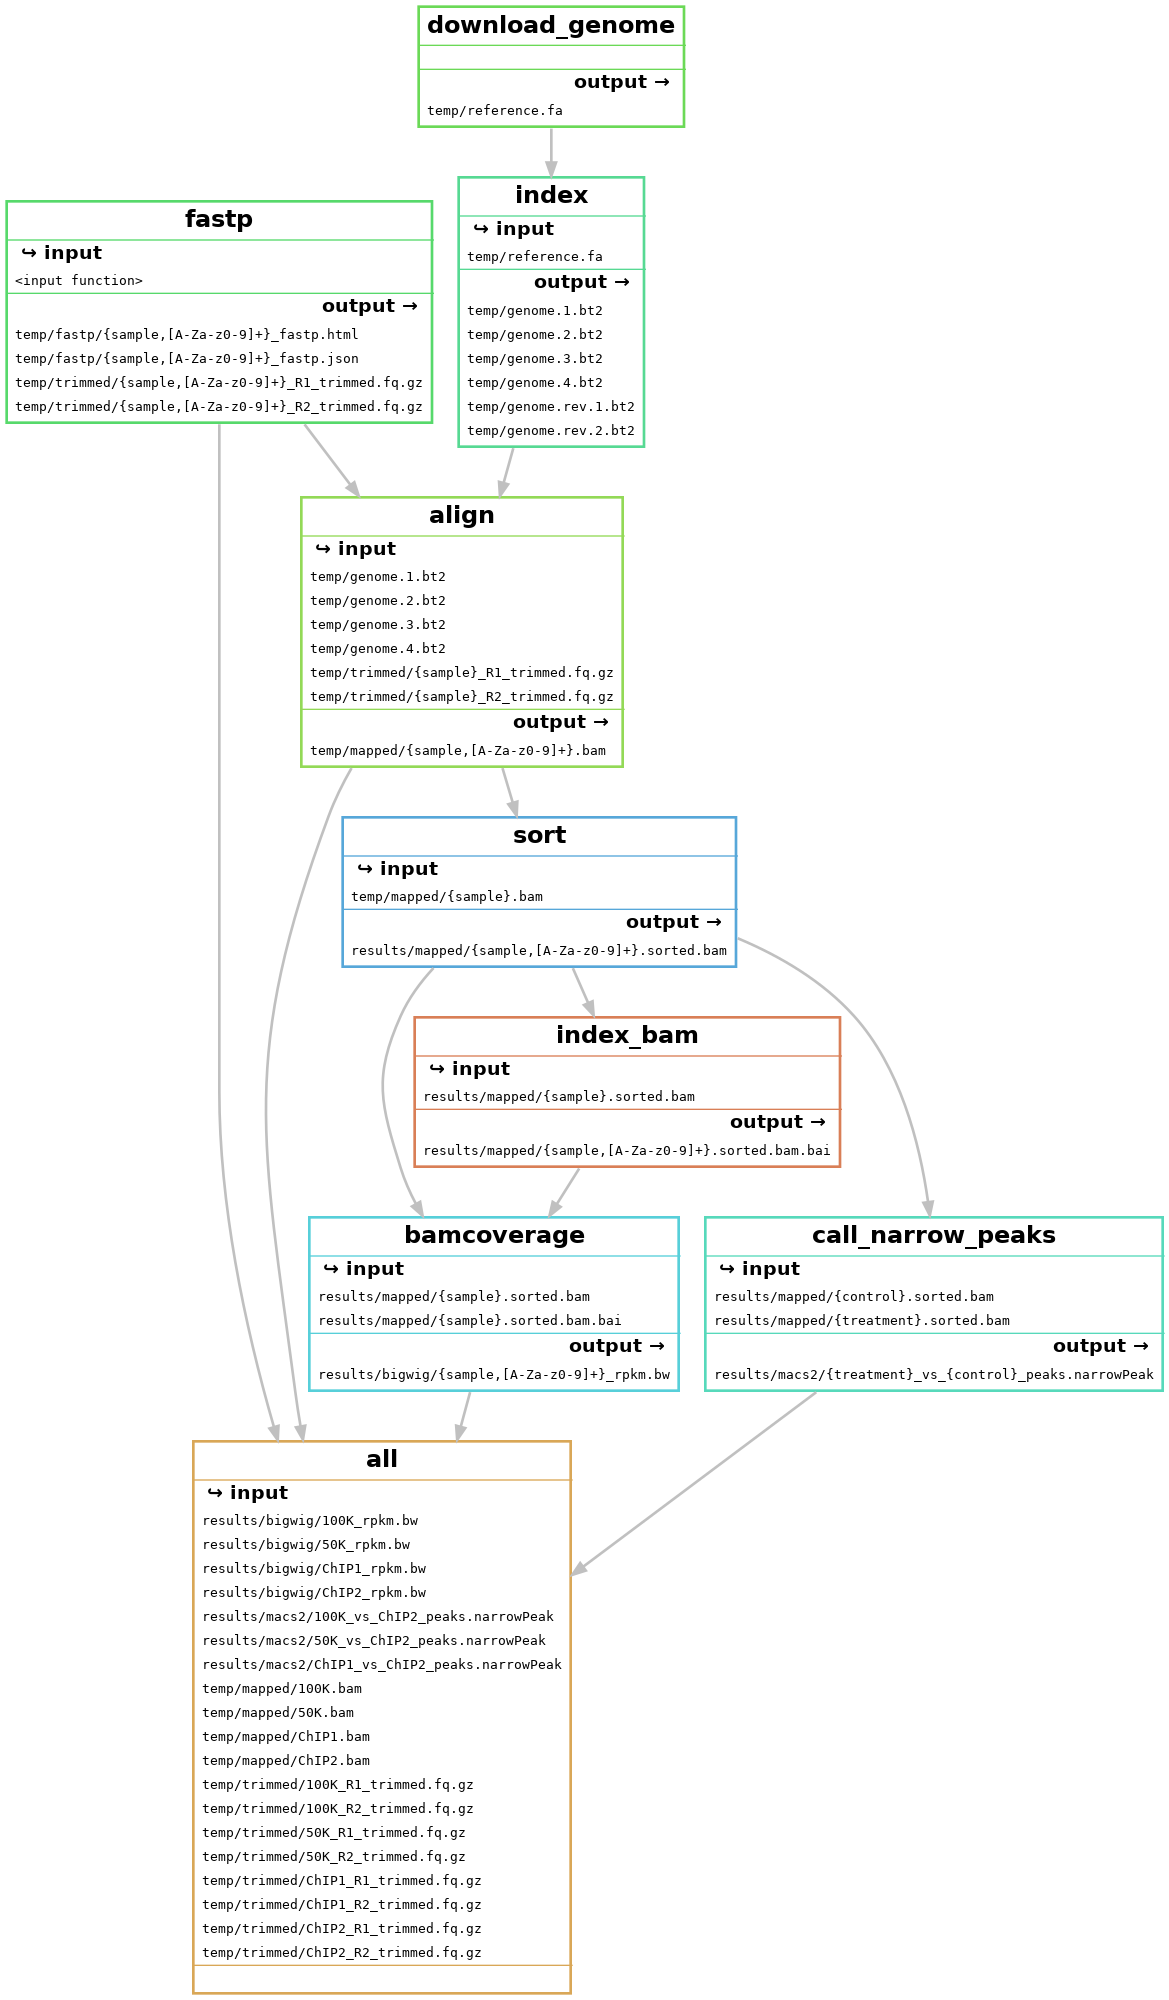 download_genome
output →
temp/reference.fa
index
↪ input
temp/reference.fa
output →
temp/genome.1.bt2
temp/genome.2.bt2
temp/genome.3.bt2
temp/genome.4.bt2
temp/genome.rev.1.bt2
temp/genome.rev.2.bt2
fastp
↪ input
<input function>
output →
temp/fastp/{sample,[A-Za-z0-9]+}_fastp.html
temp/fastp/{sample,[A-Za-z0-9]+}_fastp.json
temp/trimmed/{sample,[A-Za-z0-9]+}_R1_trimmed.fq.gz
temp/trimmed/{sample,[A-Za-z0-9]+}_R2_trimmed.fq.gz
align
↪ input
temp/genome.1.bt2
temp/genome.2.bt2
temp/genome.3.bt2
temp/genome.4.bt2
temp/trimmed/{sample}_R1_trimmed.fq.gz
temp/trimmed/{sample}_R2_trimmed.fq.gz
output →
temp/mapped/{sample,[A-Za-z0-9]+}.bam
sort
↪ input
temp/mapped/{sample}.bam
output →
results/mapped/{sample,[A-Za-z0-9]+}.sorted.bam
index_bam
↪ input
results/mapped/{sample}.sorted.bam
output →
results/mapped/{sample,[A-Za-z0-9]+}.sorted.bam.bai
bamcoverage
↪ input
results/mapped/{sample}.sorted.bam
results/mapped/{sample}.sorted.bam.bai
output →
results/bigwig/{sample,[A-Za-z0-9]+}_rpkm.bw
call_narrow_peaks
↪ input
results/mapped/{control}.sorted.bam
results/mapped/{treatment}.sorted.bam
output →
results/macs2/{treatment}_vs_{control}_peaks.narrowPeak
all
↪ input
results/bigwig/100K_rpkm.bw
results/bigwig/50K_rpkm.bw
results/bigwig/ChIP1_rpkm.bw
results/bigwig/ChIP2_rpkm.bw
results/macs2/100K_vs_ChIP2_peaks.narrowPeak
results/macs2/50K_vs_ChIP2_peaks.narrowPeak
results/macs2/ChIP1_vs_ChIP2_peaks.narrowPeak
temp/mapped/100K.bam
temp/mapped/50K.bam
temp/mapped/ChIP1.bam
temp/mapped/ChIP2.bam
temp/trimmed/100K_R1_trimmed.fq.gz
temp/trimmed/100K_R2_trimmed.fq.gz
temp/trimmed/50K_R1_trimmed.fq.gz
temp/trimmed/50K_R2_trimmed.fq.gz
temp/trimmed/ChIP1_R1_trimmed.fq.gz
temp/trimmed/ChIP1_R2_trimmed.fq.gz
temp/trimmed/ChIP2_R1_trimmed.fq.gz
temp/trimmed/ChIP2_R2_trimmed.fq.gz